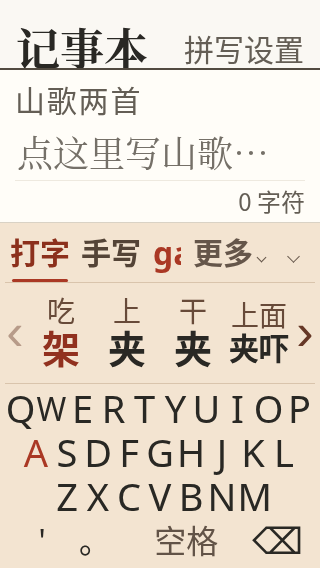 记事本 拼写设置
山歌两首
点这里写山歌…
0 字符
打字 手写 ga 更多
‹ 吃 上 干 上面 ›
架 夹 夹 夹吓
QWERTYUIOP
ASDFGHJKL
ZXCVBNM
' 。 空格 ⌫